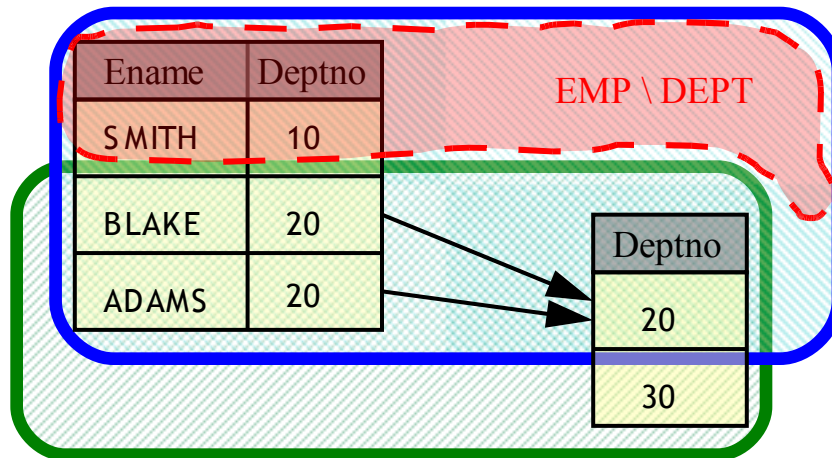 Ename Deptno
EMP \ DEPT
SMITH 10
BLAKE 20
Deptno
ADAMS 20
20
30